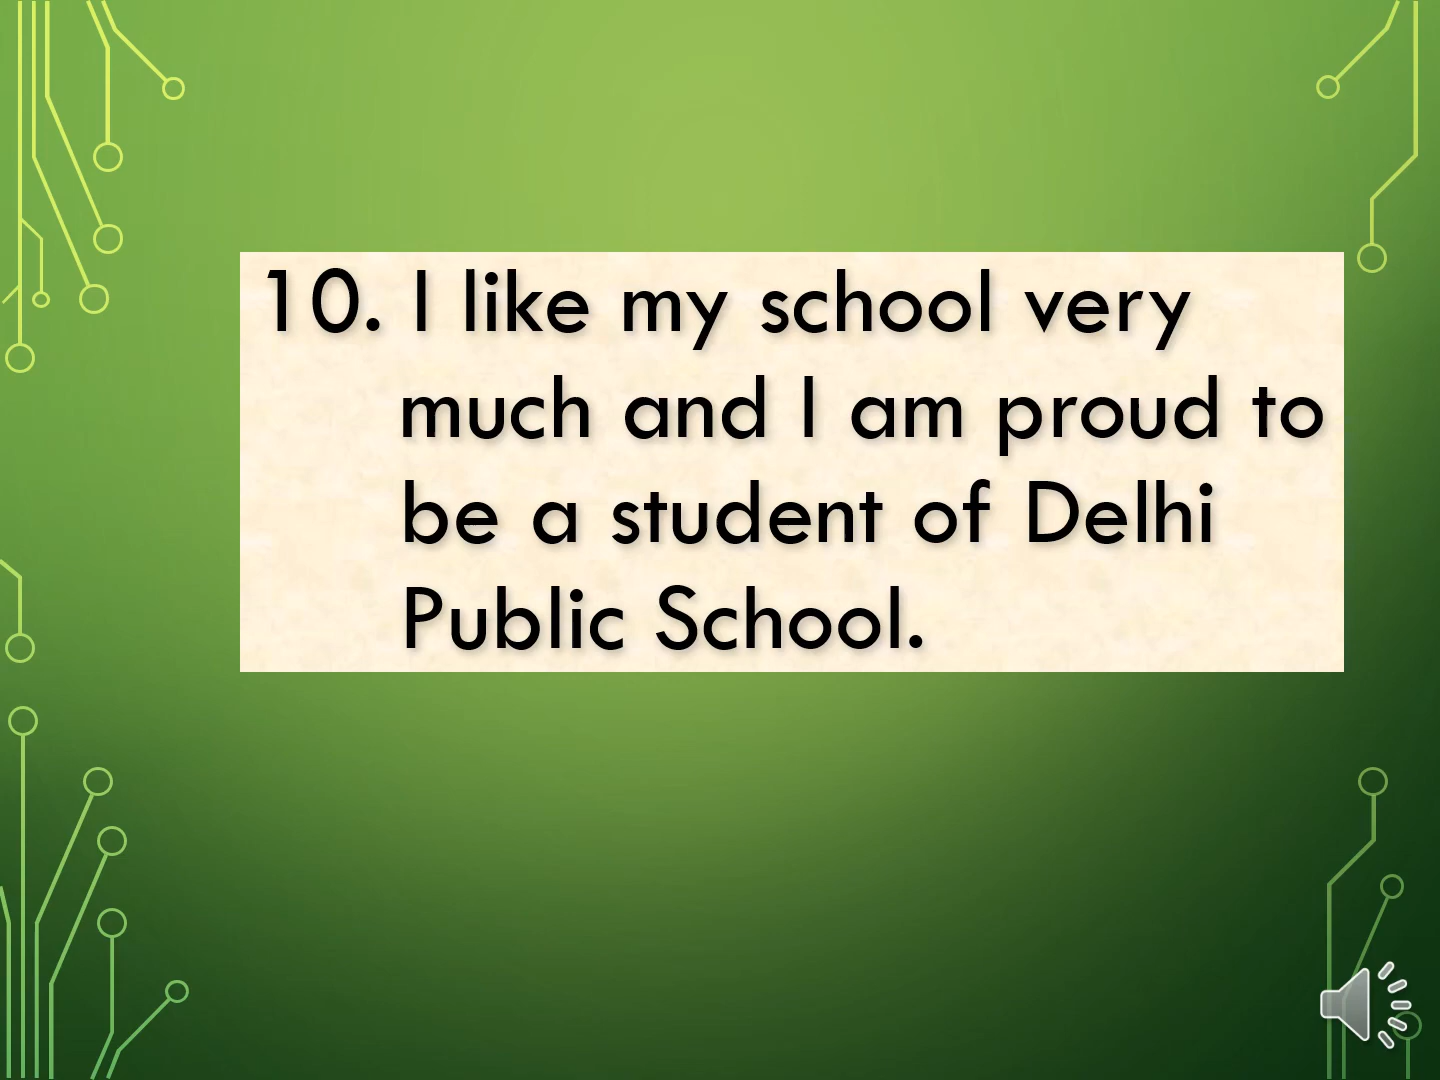 10. I like my school very
much and I am proud to
be a student of Delhi
Public School.